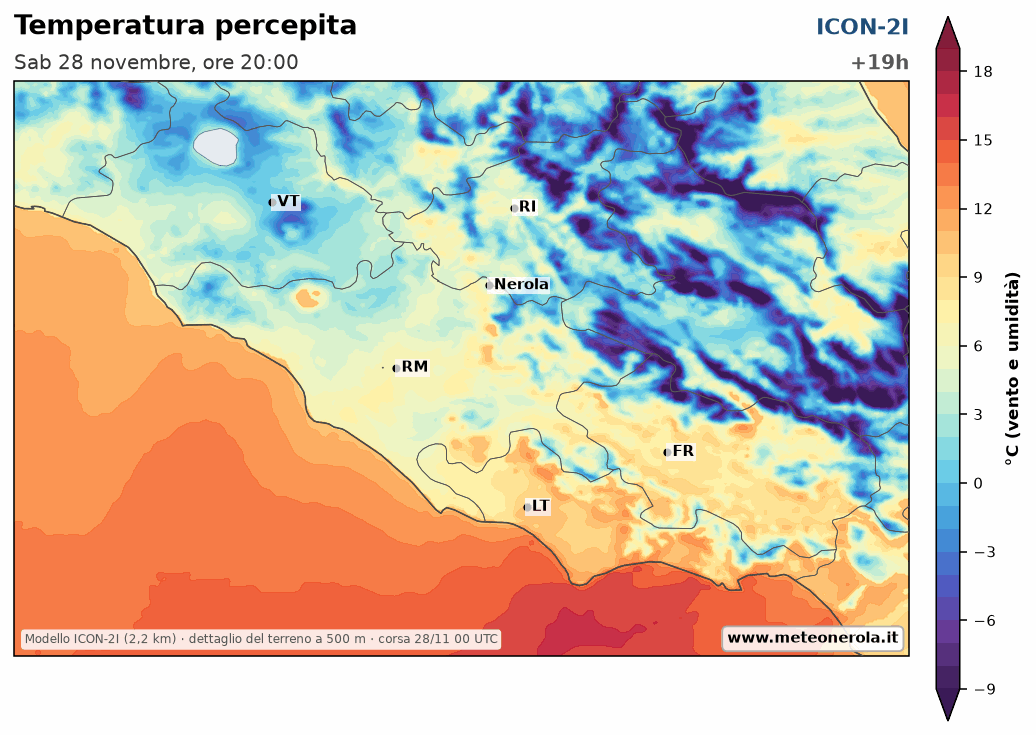 Temperatura percepita
ICON-2I
Sab 28 novembre, ore 20:00
+19h
18
15
12
9
6
3
0
−3
−6
−9
°C (vento e umidità)
VT
RI
Nerola
RM
FR
LT
Modello ICON-2I (2,2 km) · dettaglio del terreno a 500 m · corsa 28/11 00 UTC
www.meteonerola.it